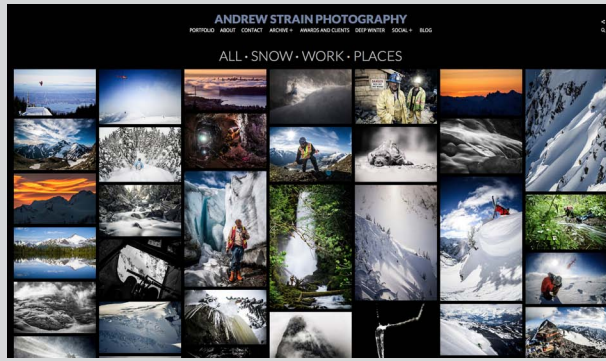 ANDREW STRAIN PHOTOGRAPHY
PORTFOLIO ABOUT CONTACT ARCHIVE + AWARDS AND CLIENTS DEEP WINTER SOCIAL + BLOG
ALL • SNOW • WORK • PLACES